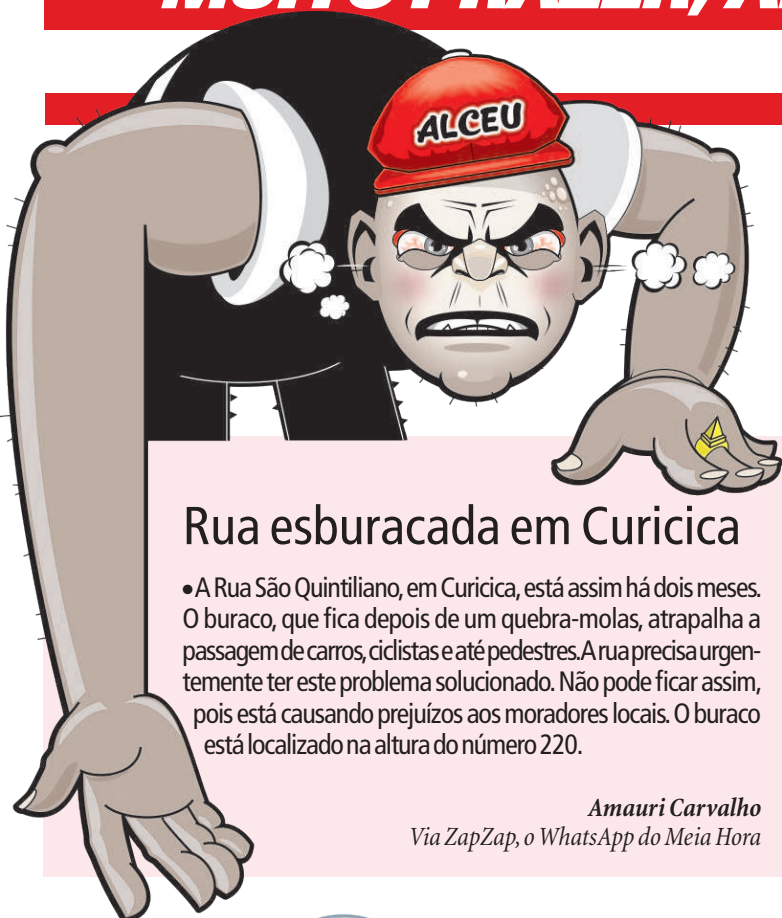 MUITO PRAZER, A
ALCEU
Rua esburacada em Curicica
• A Rua São Quintiliano, em Curicica, está assim há dois meses.
O buraco, que fica depois de um quebra-molas, atrapalha a
passagem de carros, ciclistas e até pedestres. A rua precisa urgen-
temente ter este problema solucionado. Não pode ficar assim,
pois está causando prejuízos aos moradores locais. O buraco
está localizado na altura do número 220.
Amauri Carvalho
Via ZapZap, o WhatsApp do Meia Hora